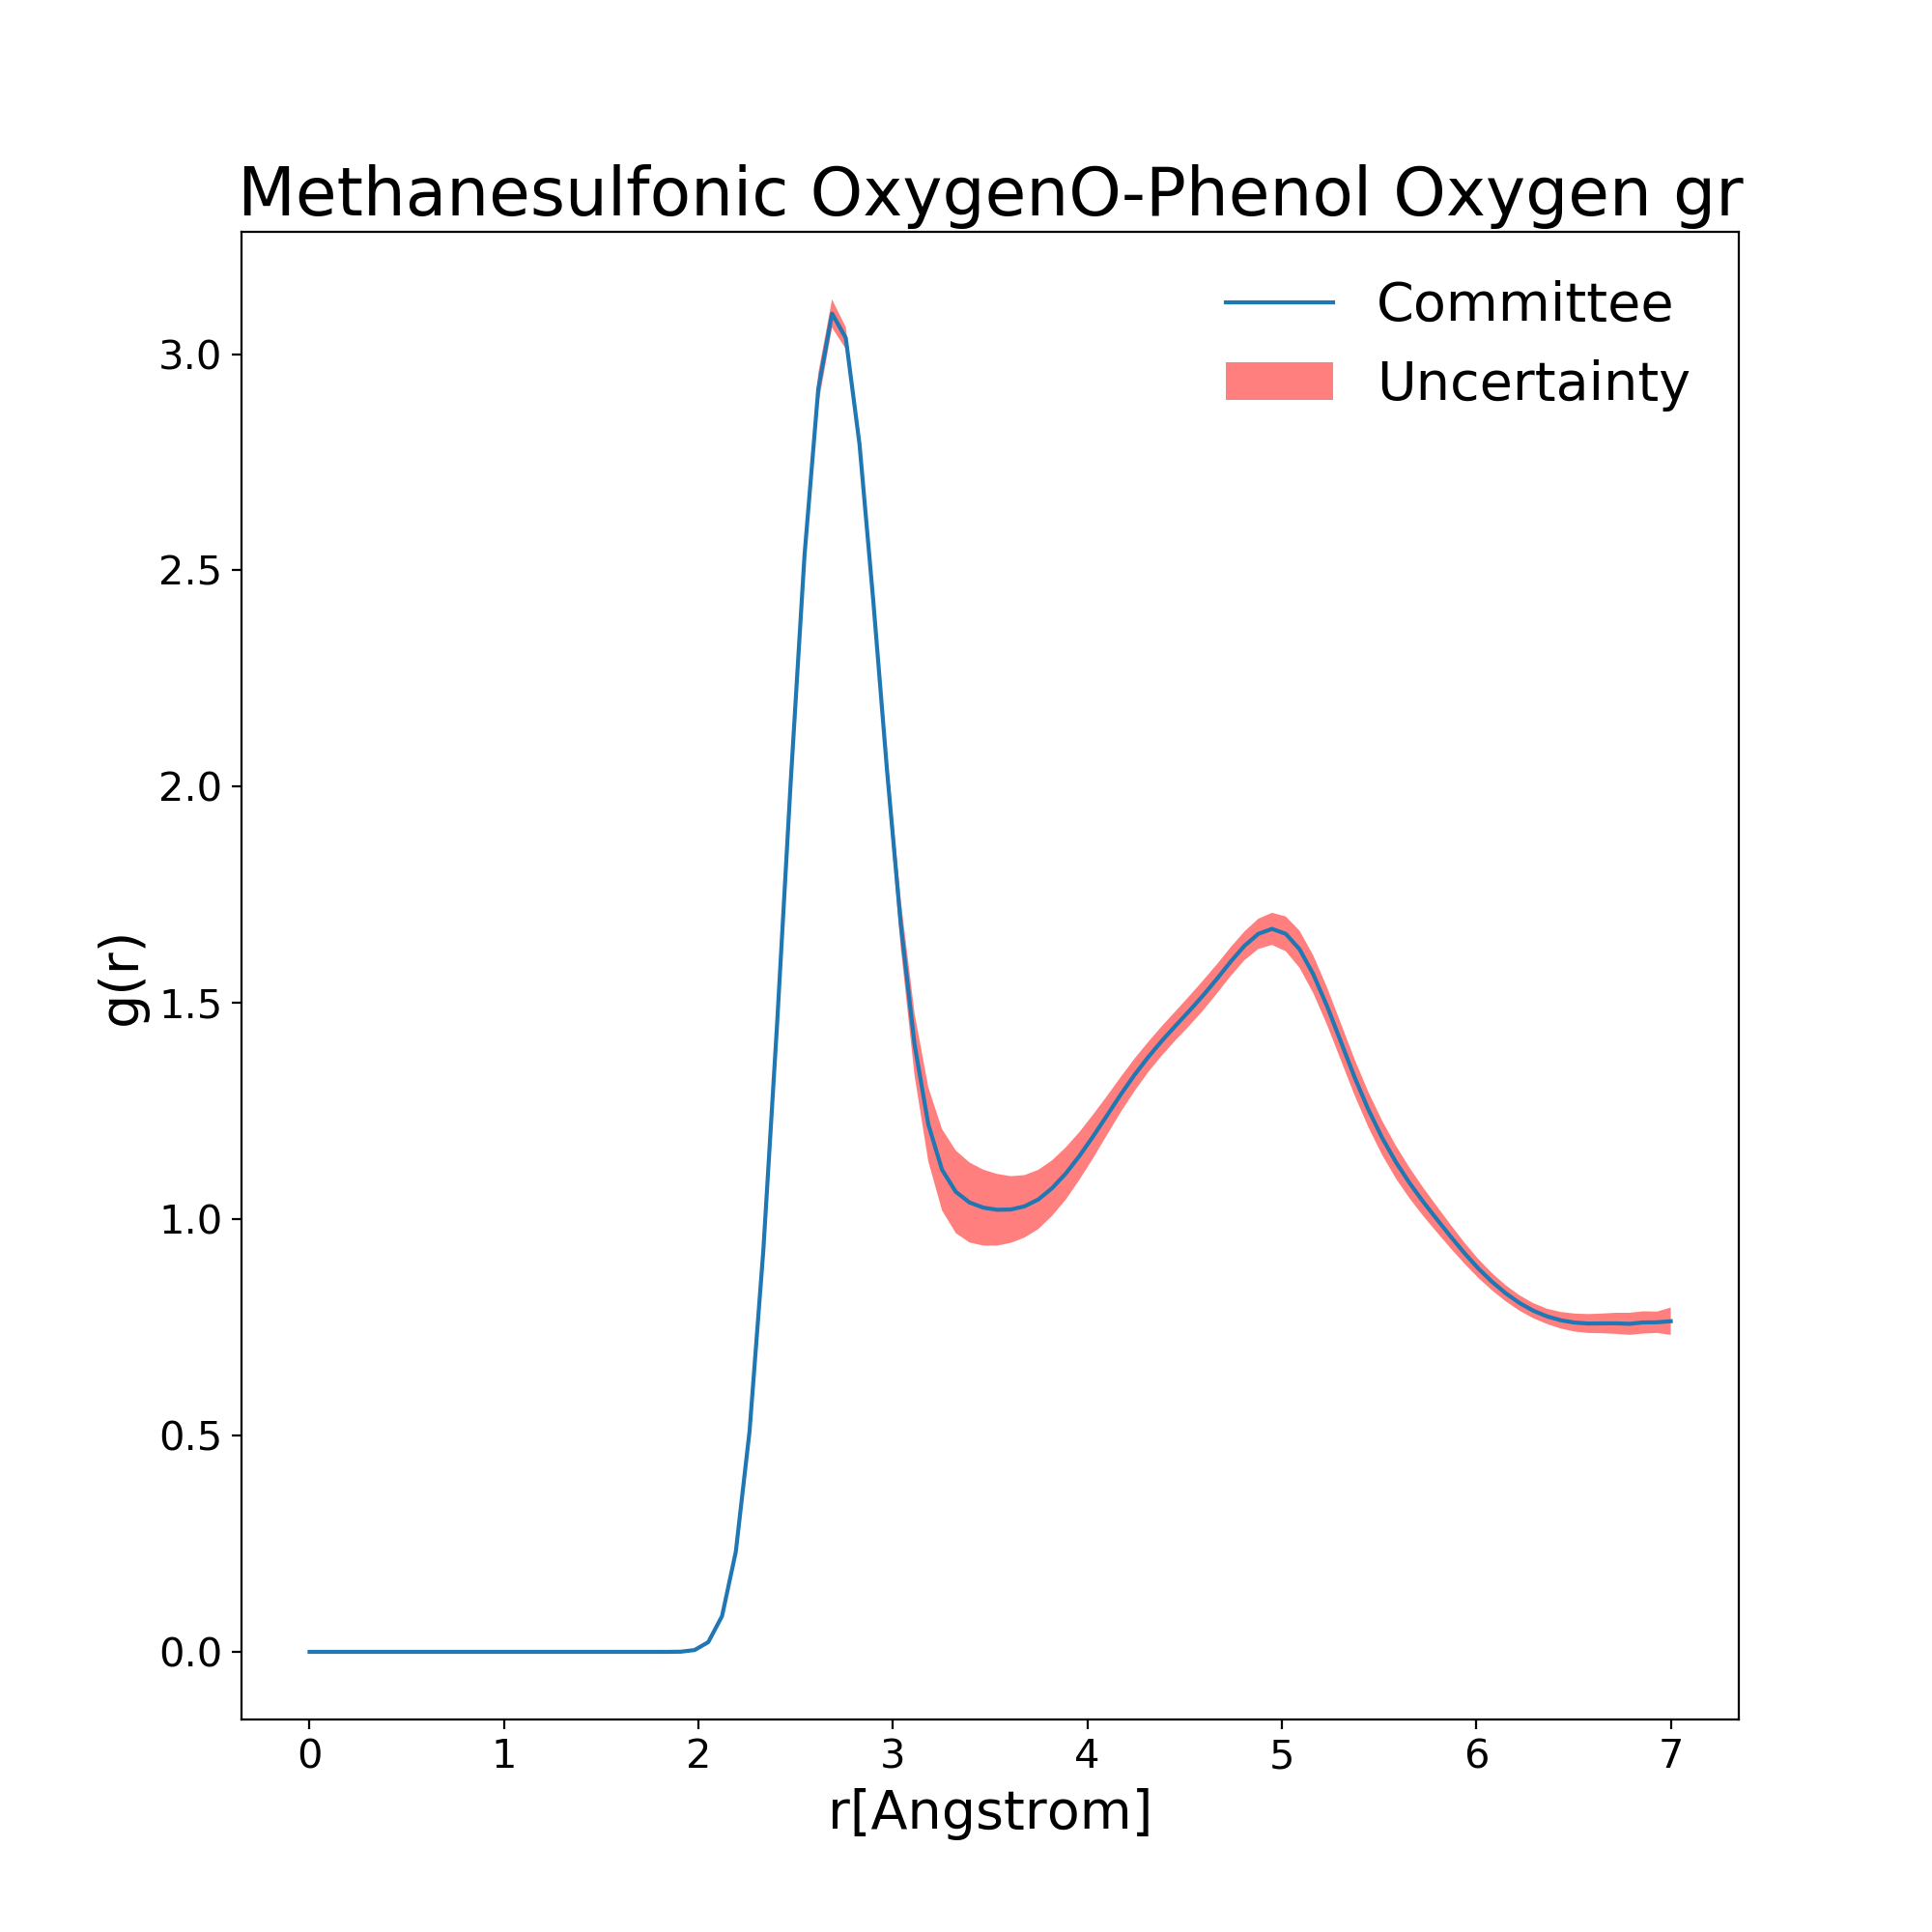 Methanesulfonic OxygenO-Phenol Oxygen gr
Committee
Uncertainty
g(r)
3.0
2.5
2.0
1.5
1.0
0.5
0.0
0 1 2 3 4 5 6 7
r[Angstrom]